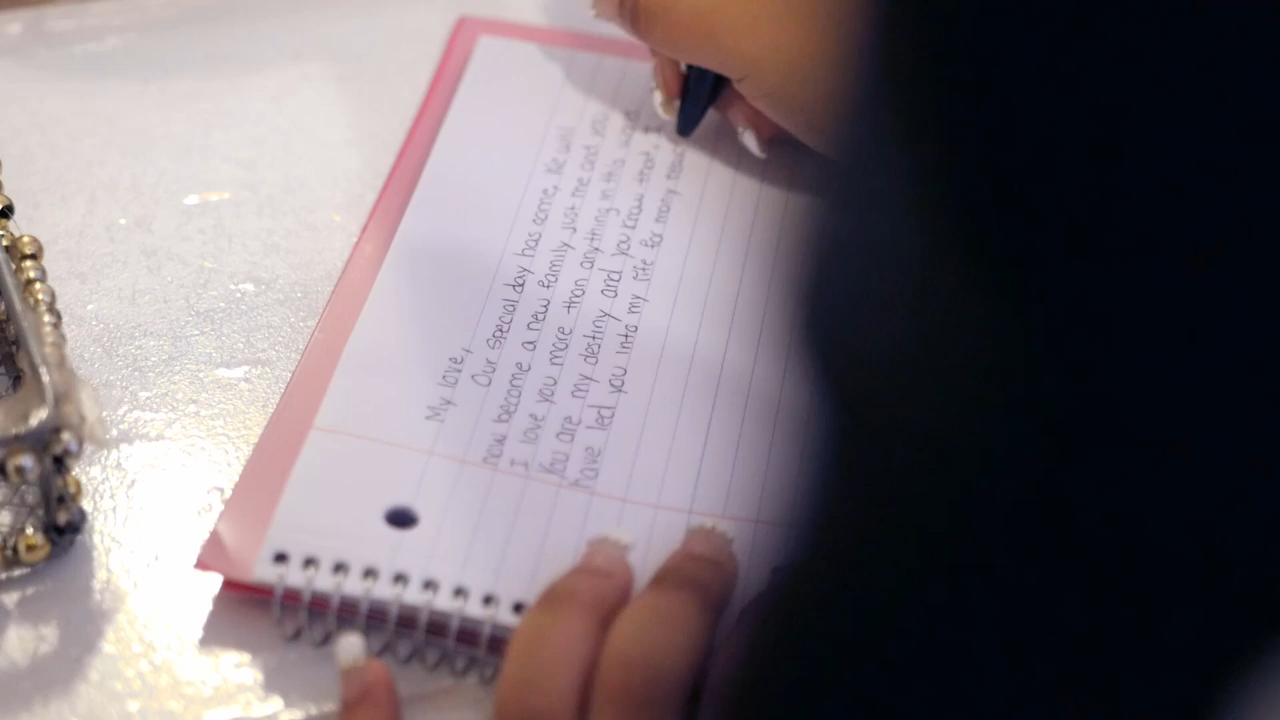 My love,
Our special day has come. We will
now become a new family just me and you
I love you more than anything in this world
You are my destiny and you know that. I
have led you into my life for many